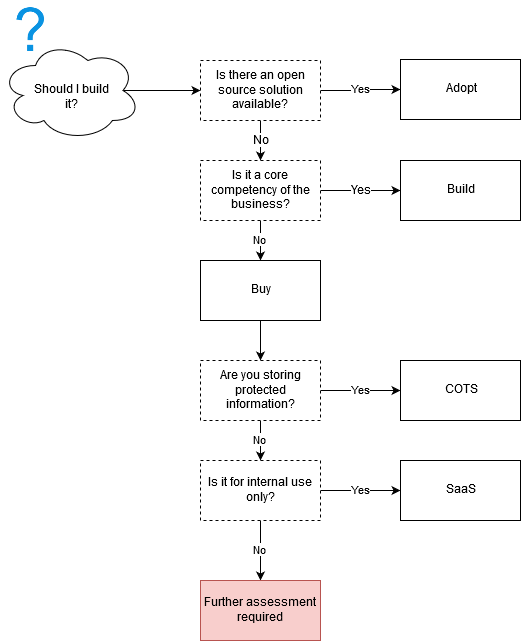 ?
Should I build
it?
Is there an open
source solution
available?
Yes
Adopt
No
Is it a core
competency of the
business?
Yes
Build
No
Buy
Are you storing
protected
information?
Yes
COTS
No
Is it for internal use
only?
Yes
SaaS
No
Further assessment
required